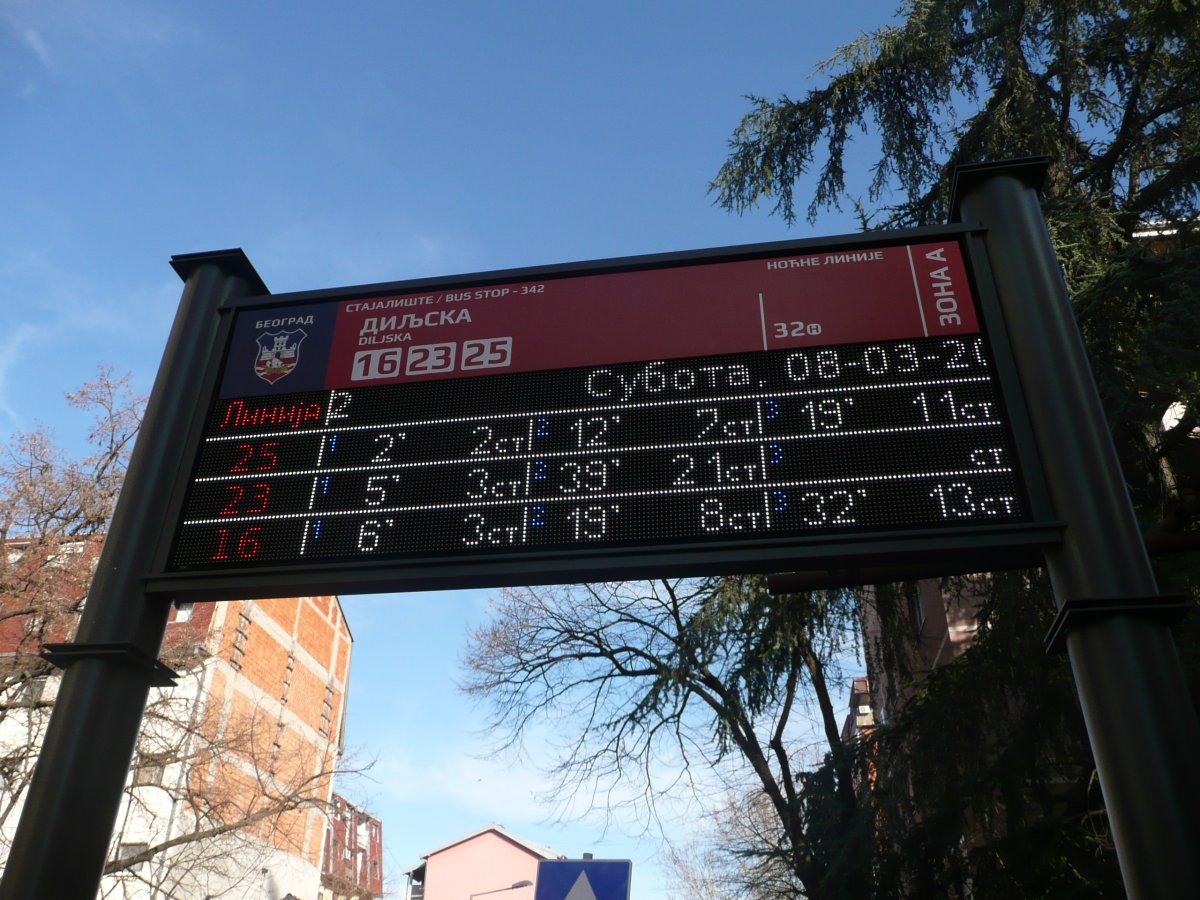 БЕОГРАД
СТАЈАЛИШТЕ / BUS STOP - 342
ДИЉСКА
DILJSKA
16 23 25
НОЋНЕ ЛИНИЈЕ
32н
ЗОНА А
Линија 2 Субота, 08-03-20
25 1 2' 2ст 2 12' 7ст 3 19' 11ст
23 1 5' 3ст 2 39' 21ст 3 ст
16 1 6' 3ст 2 19' 8ст 3 32' 13ст